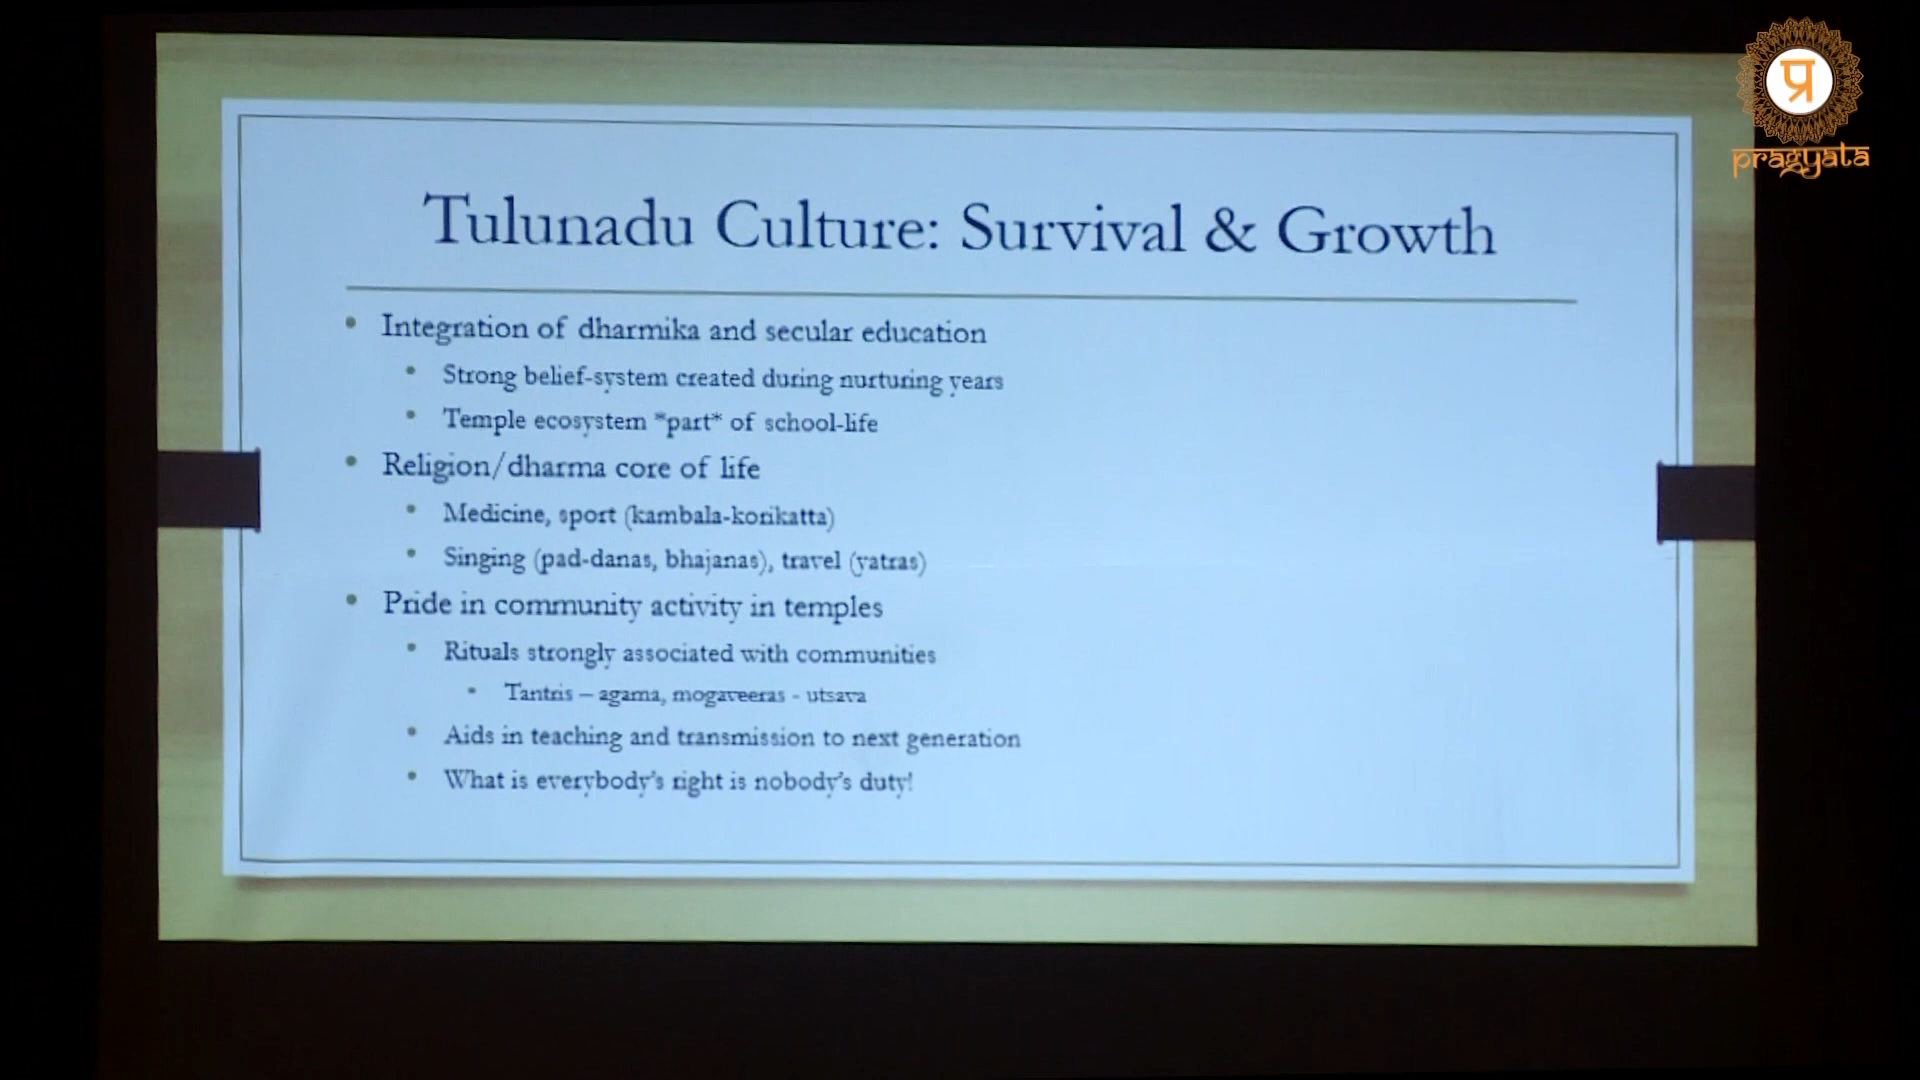 प्र
pragyata
Tulunadu Culture: Survival & Growth
• Integration of dharmika and secular education
• Strong belief-system created during nurturing years
• Temple ecosystem *part* of school-life
• Religion/dharma core of life
• Medicine, sport (kambala-korikatta)
• Singing (pad-danas, bhajanas), travel (yatras)
• Pride in community activity in temples
• Rituals strongly associated with communities
• Tantris – agama, mogaveeras - utsava
• Aids in teaching and transmission to next generation
• What is everybody's right is nobody's duty!